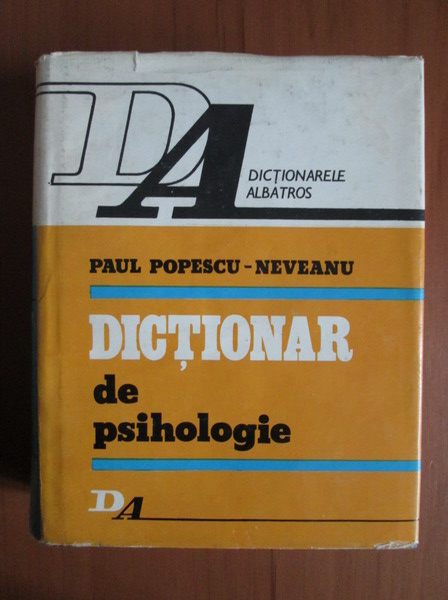 DA
DICȚIONARELE
ALBATROS
PAUL POPESCU-NEVEANU
DICȚIONAR
de
psihologie
DA